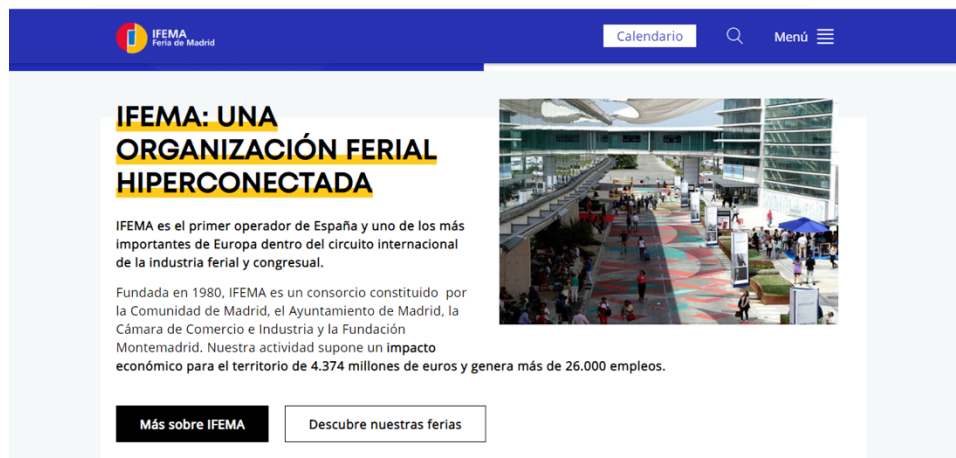 IFEMA
Feria de Madrid
Calendario
Menú
IFEMA: UNA
ORGANIZACIÓN FERIAL
HIPERCONECTADA
IFEMA es el primer operador de España y uno de los más
importantes de Europa dentro del circuito internacional
de la industria ferial y congresual.
Fundada en 1980, IFEMA es un consorcio constituido por
la Comunidad de Madrid, el Ayuntamiento de Madrid, la
Cámara de Comercio e Industria y la Fundación
Montemadrid. Nuestra actividad supone un impacto
económico para el territorio de 4.374 millones de euros y genera más de 26.000 empleos.
Más sobre IFEMA
Descubre nuestras ferias